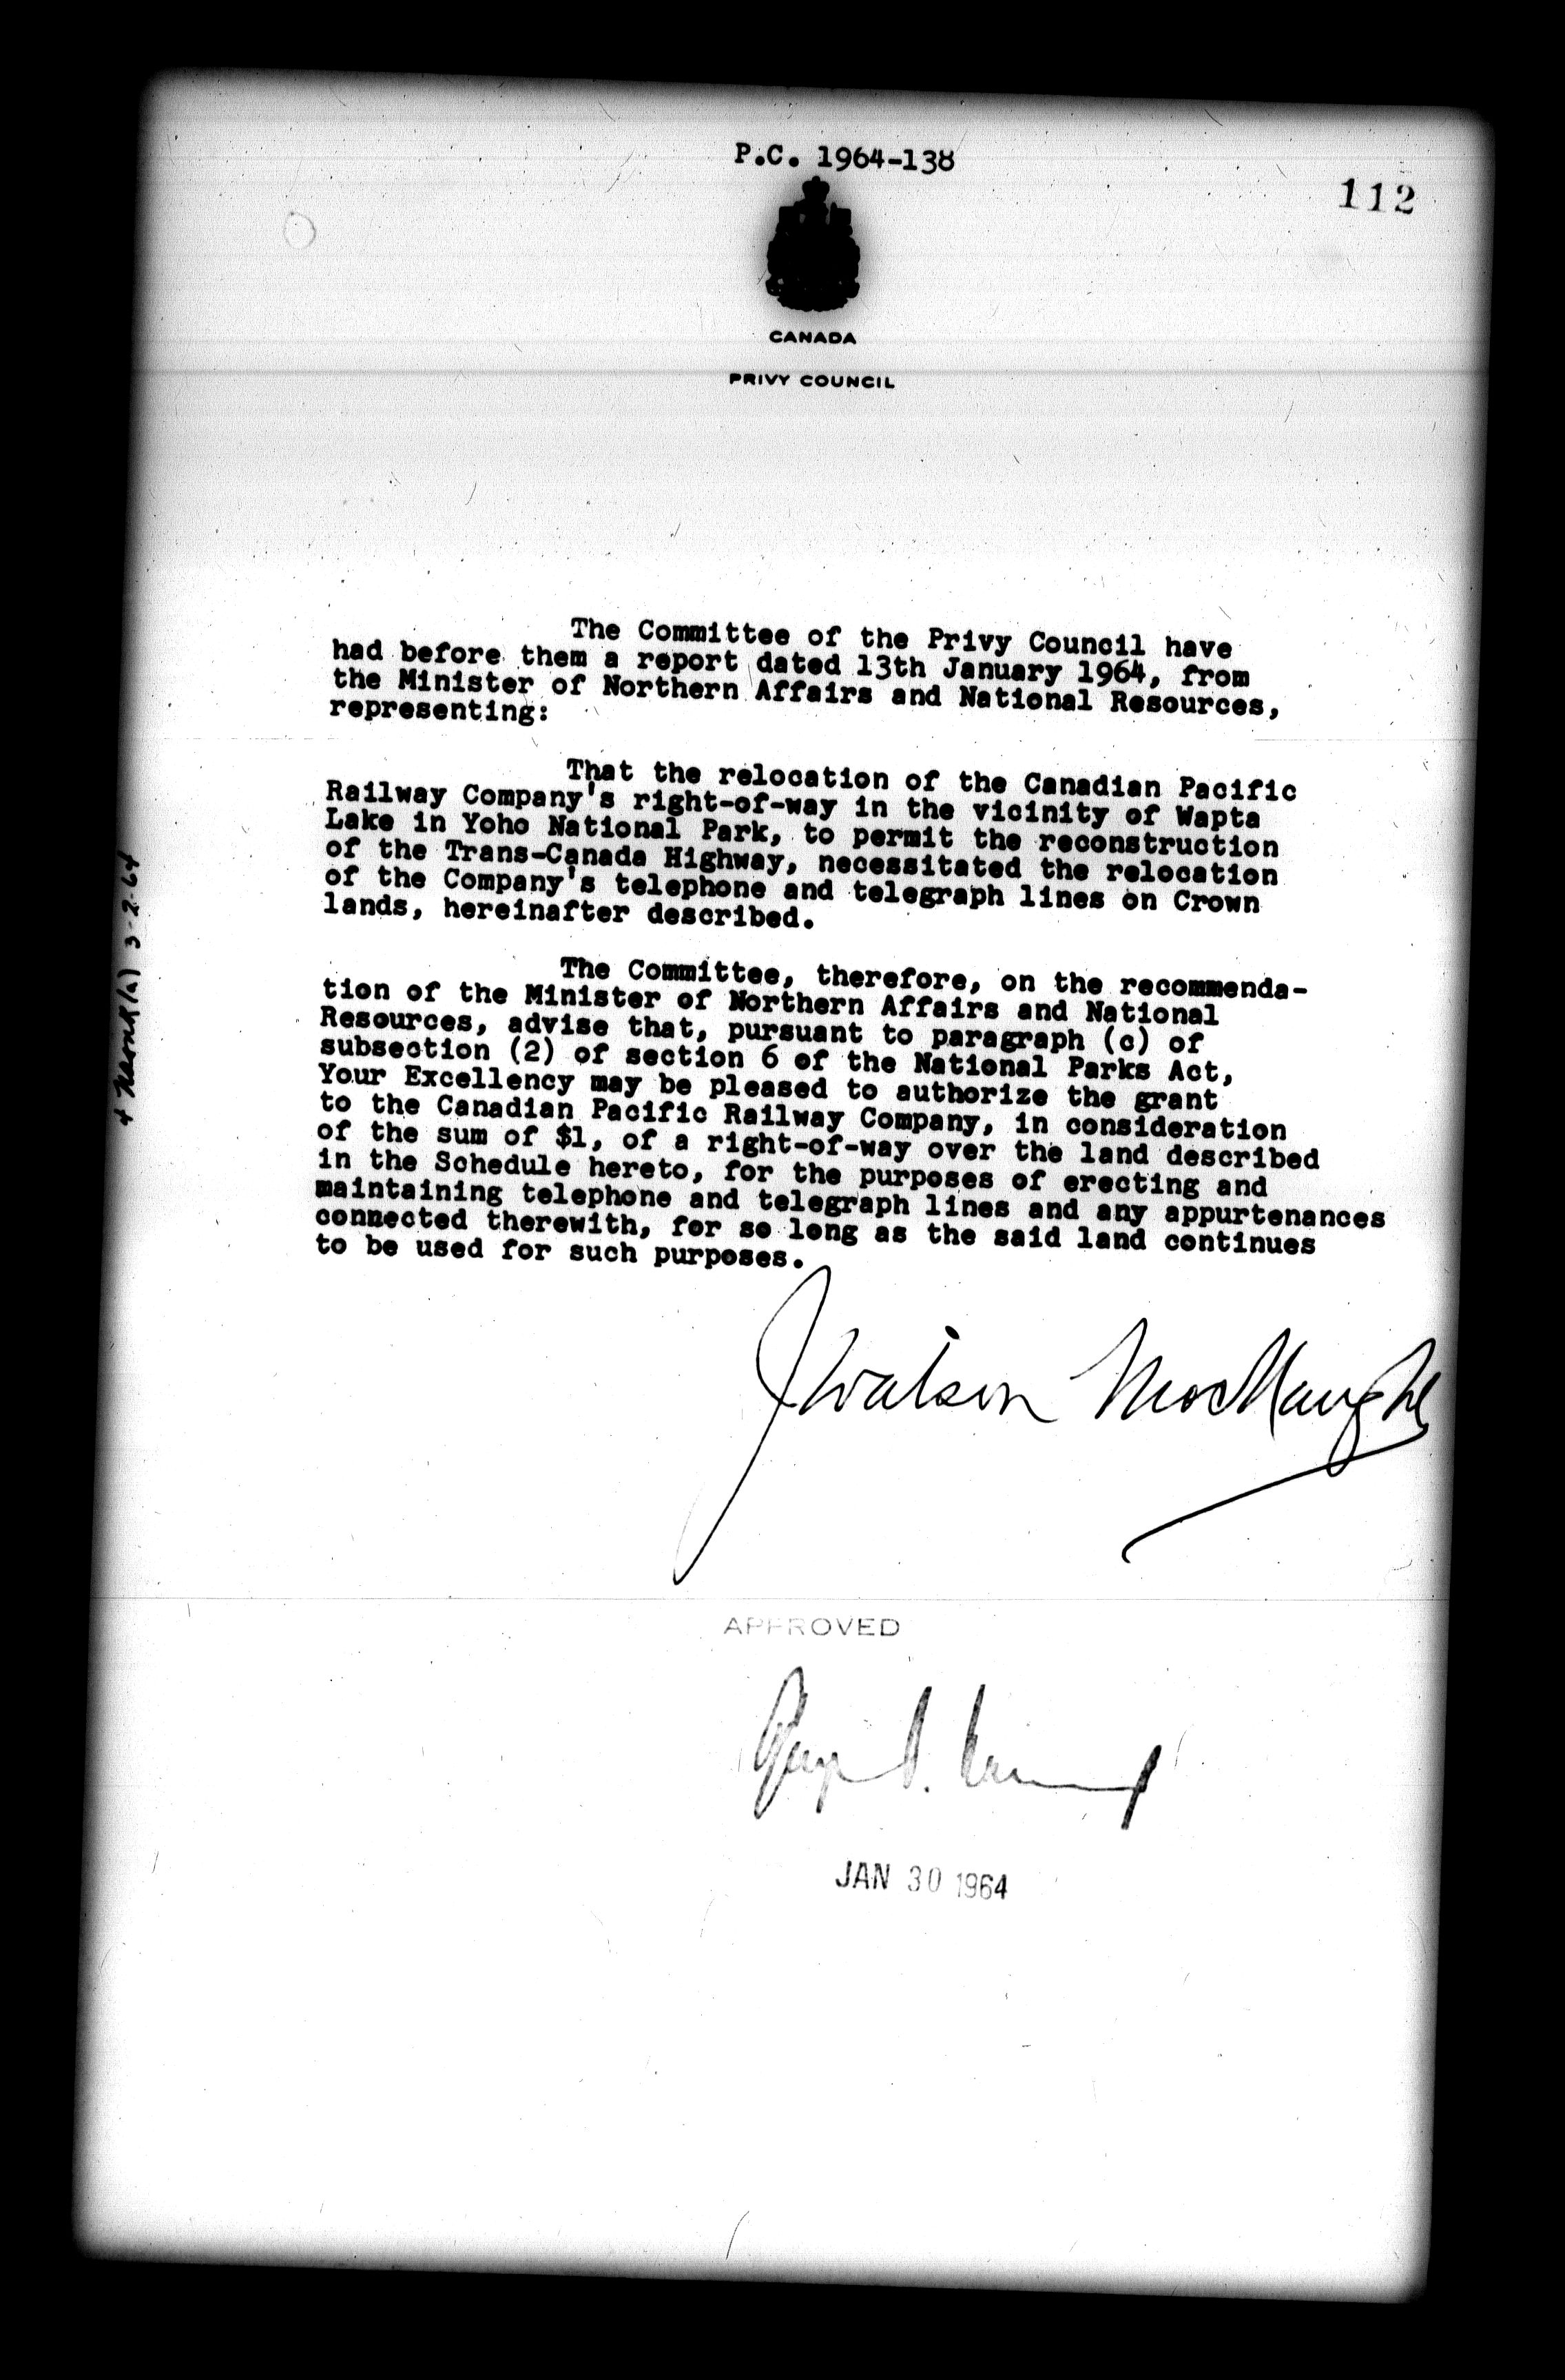 P.C. 1964-138
112
CANADA
PRIVY COUNCIL
The Committee of the Privy Council have
had before them a report dated 13th January 1964, from
the Minister of Northern Affairs and National Resources,
representing:
That the relocation of the Canadian Pacific
Railway Company's right-of-way in the vicinity of Wapta
Lake in Yoho National Park, to permit the reconstruction
of the Trans-Canada Highway, necessitated the relocation
of the Company's telephone and telegraph lines on Crown
lands, hereinafter described.
The Committee, therefore, on the recommenda-
tion of the Minister of Northern Affairs and National
Resources, advise that, pursuant to paragraph (c) of
subsection (2) of section 6 of the National Parks Act,
Your Excellency may be pleased to authorize the grant
to the Canadian Pacific Railway Company, in consideration
of the sum of $1, of a right-of-way over the land described
in the Schedule hereto, for the purposes of erecting and
maintaining telephone and telegraph lines and any appurtenances
connected therewith, for so long as the said land continues
to be used for such purposes.
J Watson MacNaught
APPROVED
JAN 30 1964
3-2-64